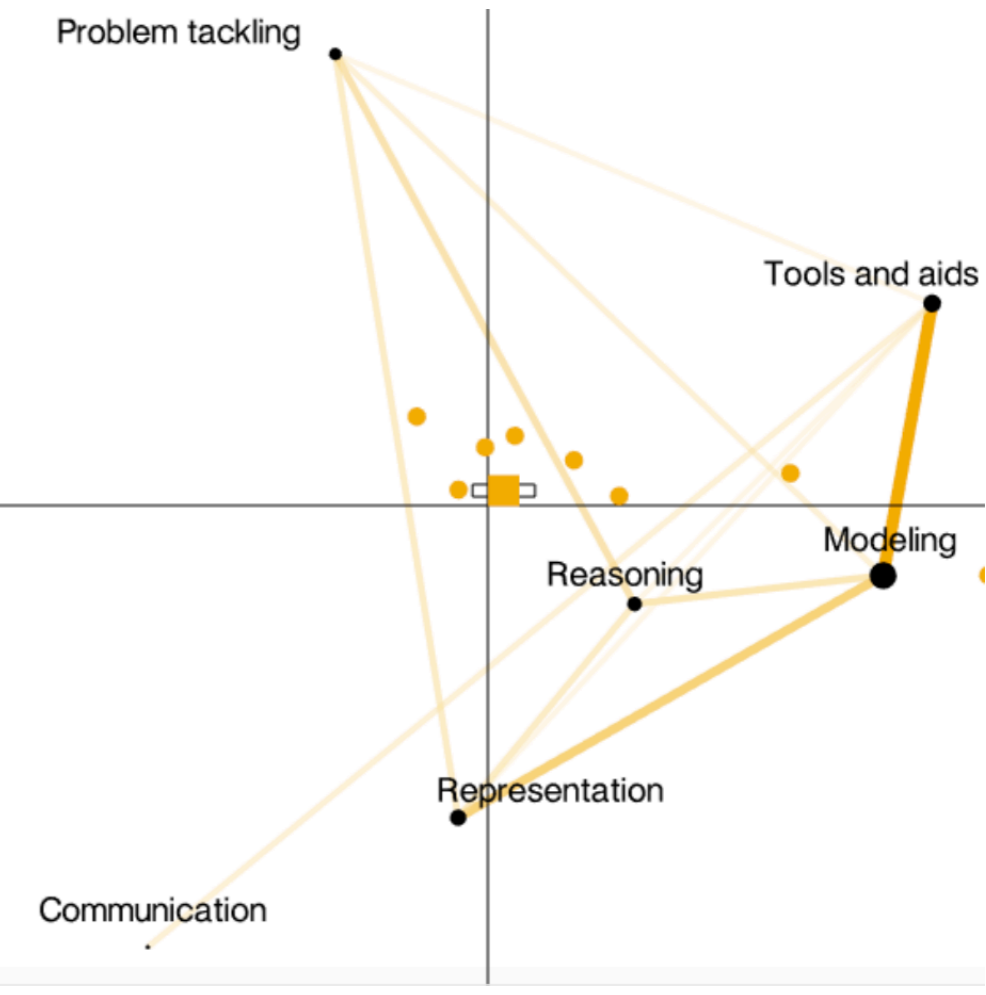 Problem tackling
Tools and aids
Modeling
Reasoning
Representation
Communication